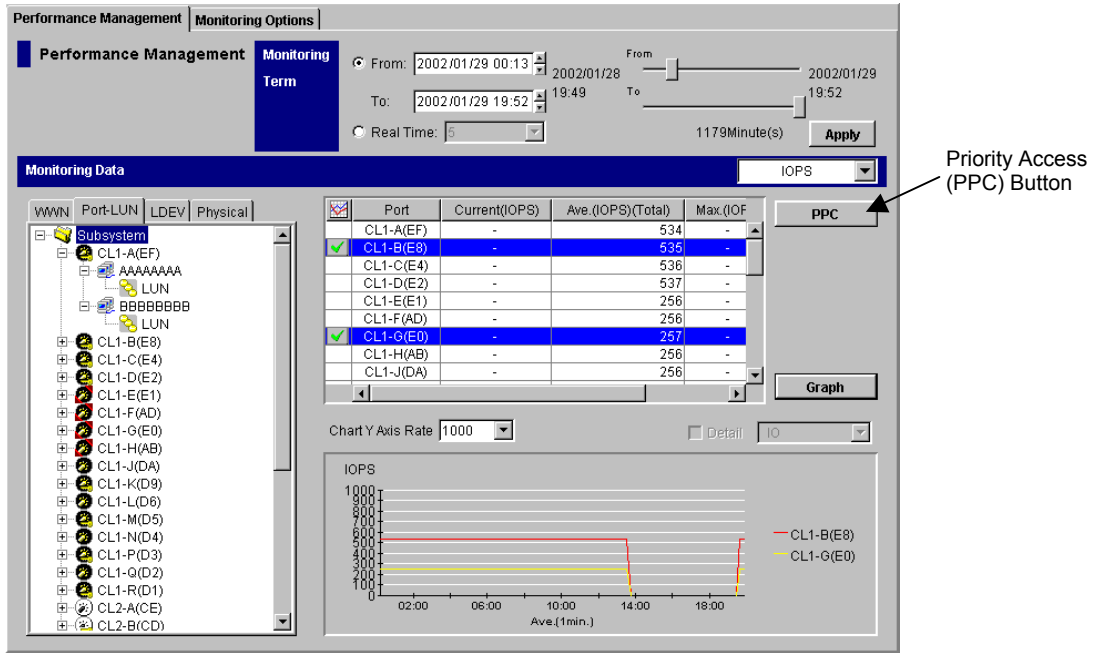 Performance Management Monitoring Options
Performance Management
Monitoring Term
From: 2002/01/29 00:13
To: 2002/01/29 19:52
Real Time: 5
From
2002/01/28 19:49
To
2002/01/29 19:52
1179Minute(s) Apply
Monitoring Data IOPS
Priority Access
(PPC) Button
WWN Port-LUN LDEV Physical
Subsystem
CL1-A(EF)
AAAAAAAA
LUN
BBBBBBBB
LUN
CL1-B(E8)
CL1-C(E4)
CL1-D(E2)
CL1-E(E1)
CL1-F(AD)
CL1-G(E0)
CL1-H(AB)
CL1-J(DA)
CL1-K(D9)
CL1-L(D6)
CL1-M(D5)
CL1-N(D4)
CL1-P(D3)
CL1-Q(D2)
CL1-R(D1)
CL2-A(CE)
CL2-B(CD)
Port Current(IOPS) Ave.(IOPS)(Total) Max.(IOF
CL1-A(EF) - 534 -
CL1-B(E8) - 535 -
CL1-C(E4) - 536 -
CL1-D(E2) - 537 -
CL1-E(E1) - 256 -
CL1-F(AD) - 256 -
CL1-G(E0) - 257 -
CL1-H(AB) - 256 -
CL1-J(DA) - 256 -
PPC
Graph
Chart Y Axis Rate 1000
Detail IO
IOPS
1000
900
800
700
600
500
400
300
200
100
0
02:00 06:00 10:00 14:00 18:00
Ave.(1min.)
CL1-B(E8)
CL1-G(E0)